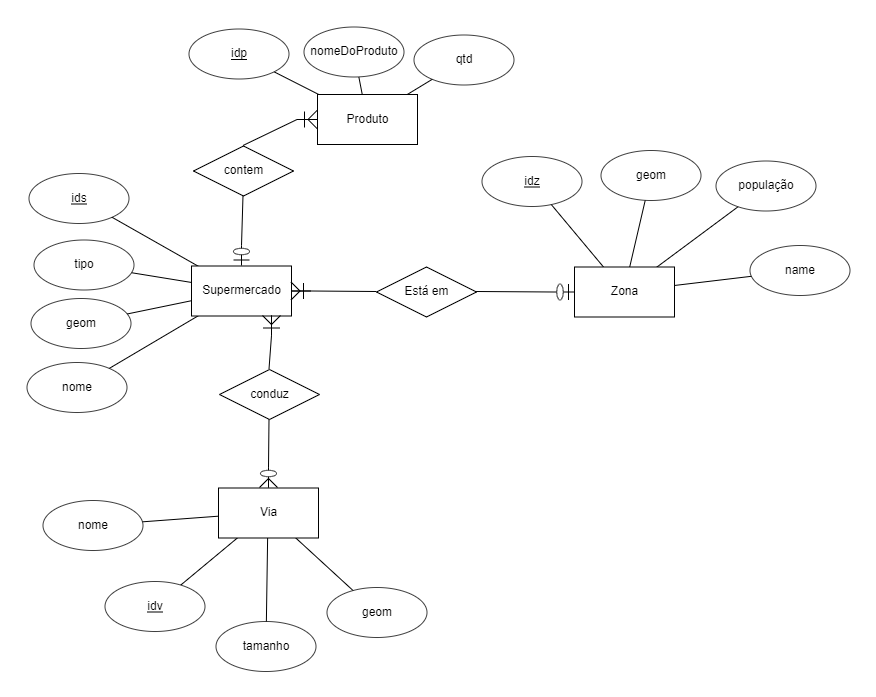 idp
nomeDoProduto
qtd
Produto
contem
ids
tipo
geom
nome
Supermercado
Está em
idz
geom
população
name
Zona
conduz
Via
nome
idv
tamanho
geom